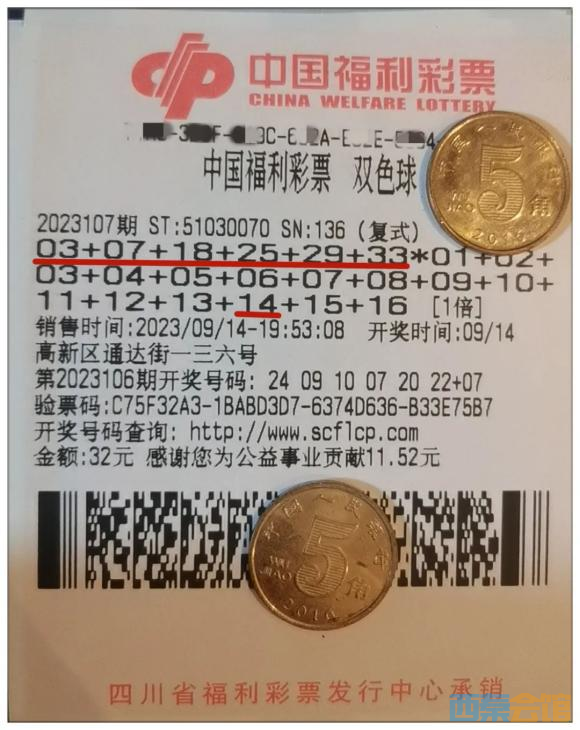 中国福利彩票
CHINA WELFARE LOTTERY
中国福利彩票 双色球
2023107期 ST:51030070 SN:136 (复式)
03+07+18+25+29+33*01+02+
03+04+05+06+07+08+09+10+
11+12+13+14+15+16 [1倍]
销售时间:2023/09/14-19:53:08 开奖时间:09/14
高新区通达街一三六号
第2023106期开奖号码: 24 09 10 07 20 22+07
验票码:C75F32A3-1BABD3D7-6374D636-B33E75B7
开奖号码查询: http://www.scflcp.com
金额:32元 感谢您为公益事业贡献11.52元
5
角
WU
JIAO
5
角
WU
JIAO
四川省福利彩票发行中心承销